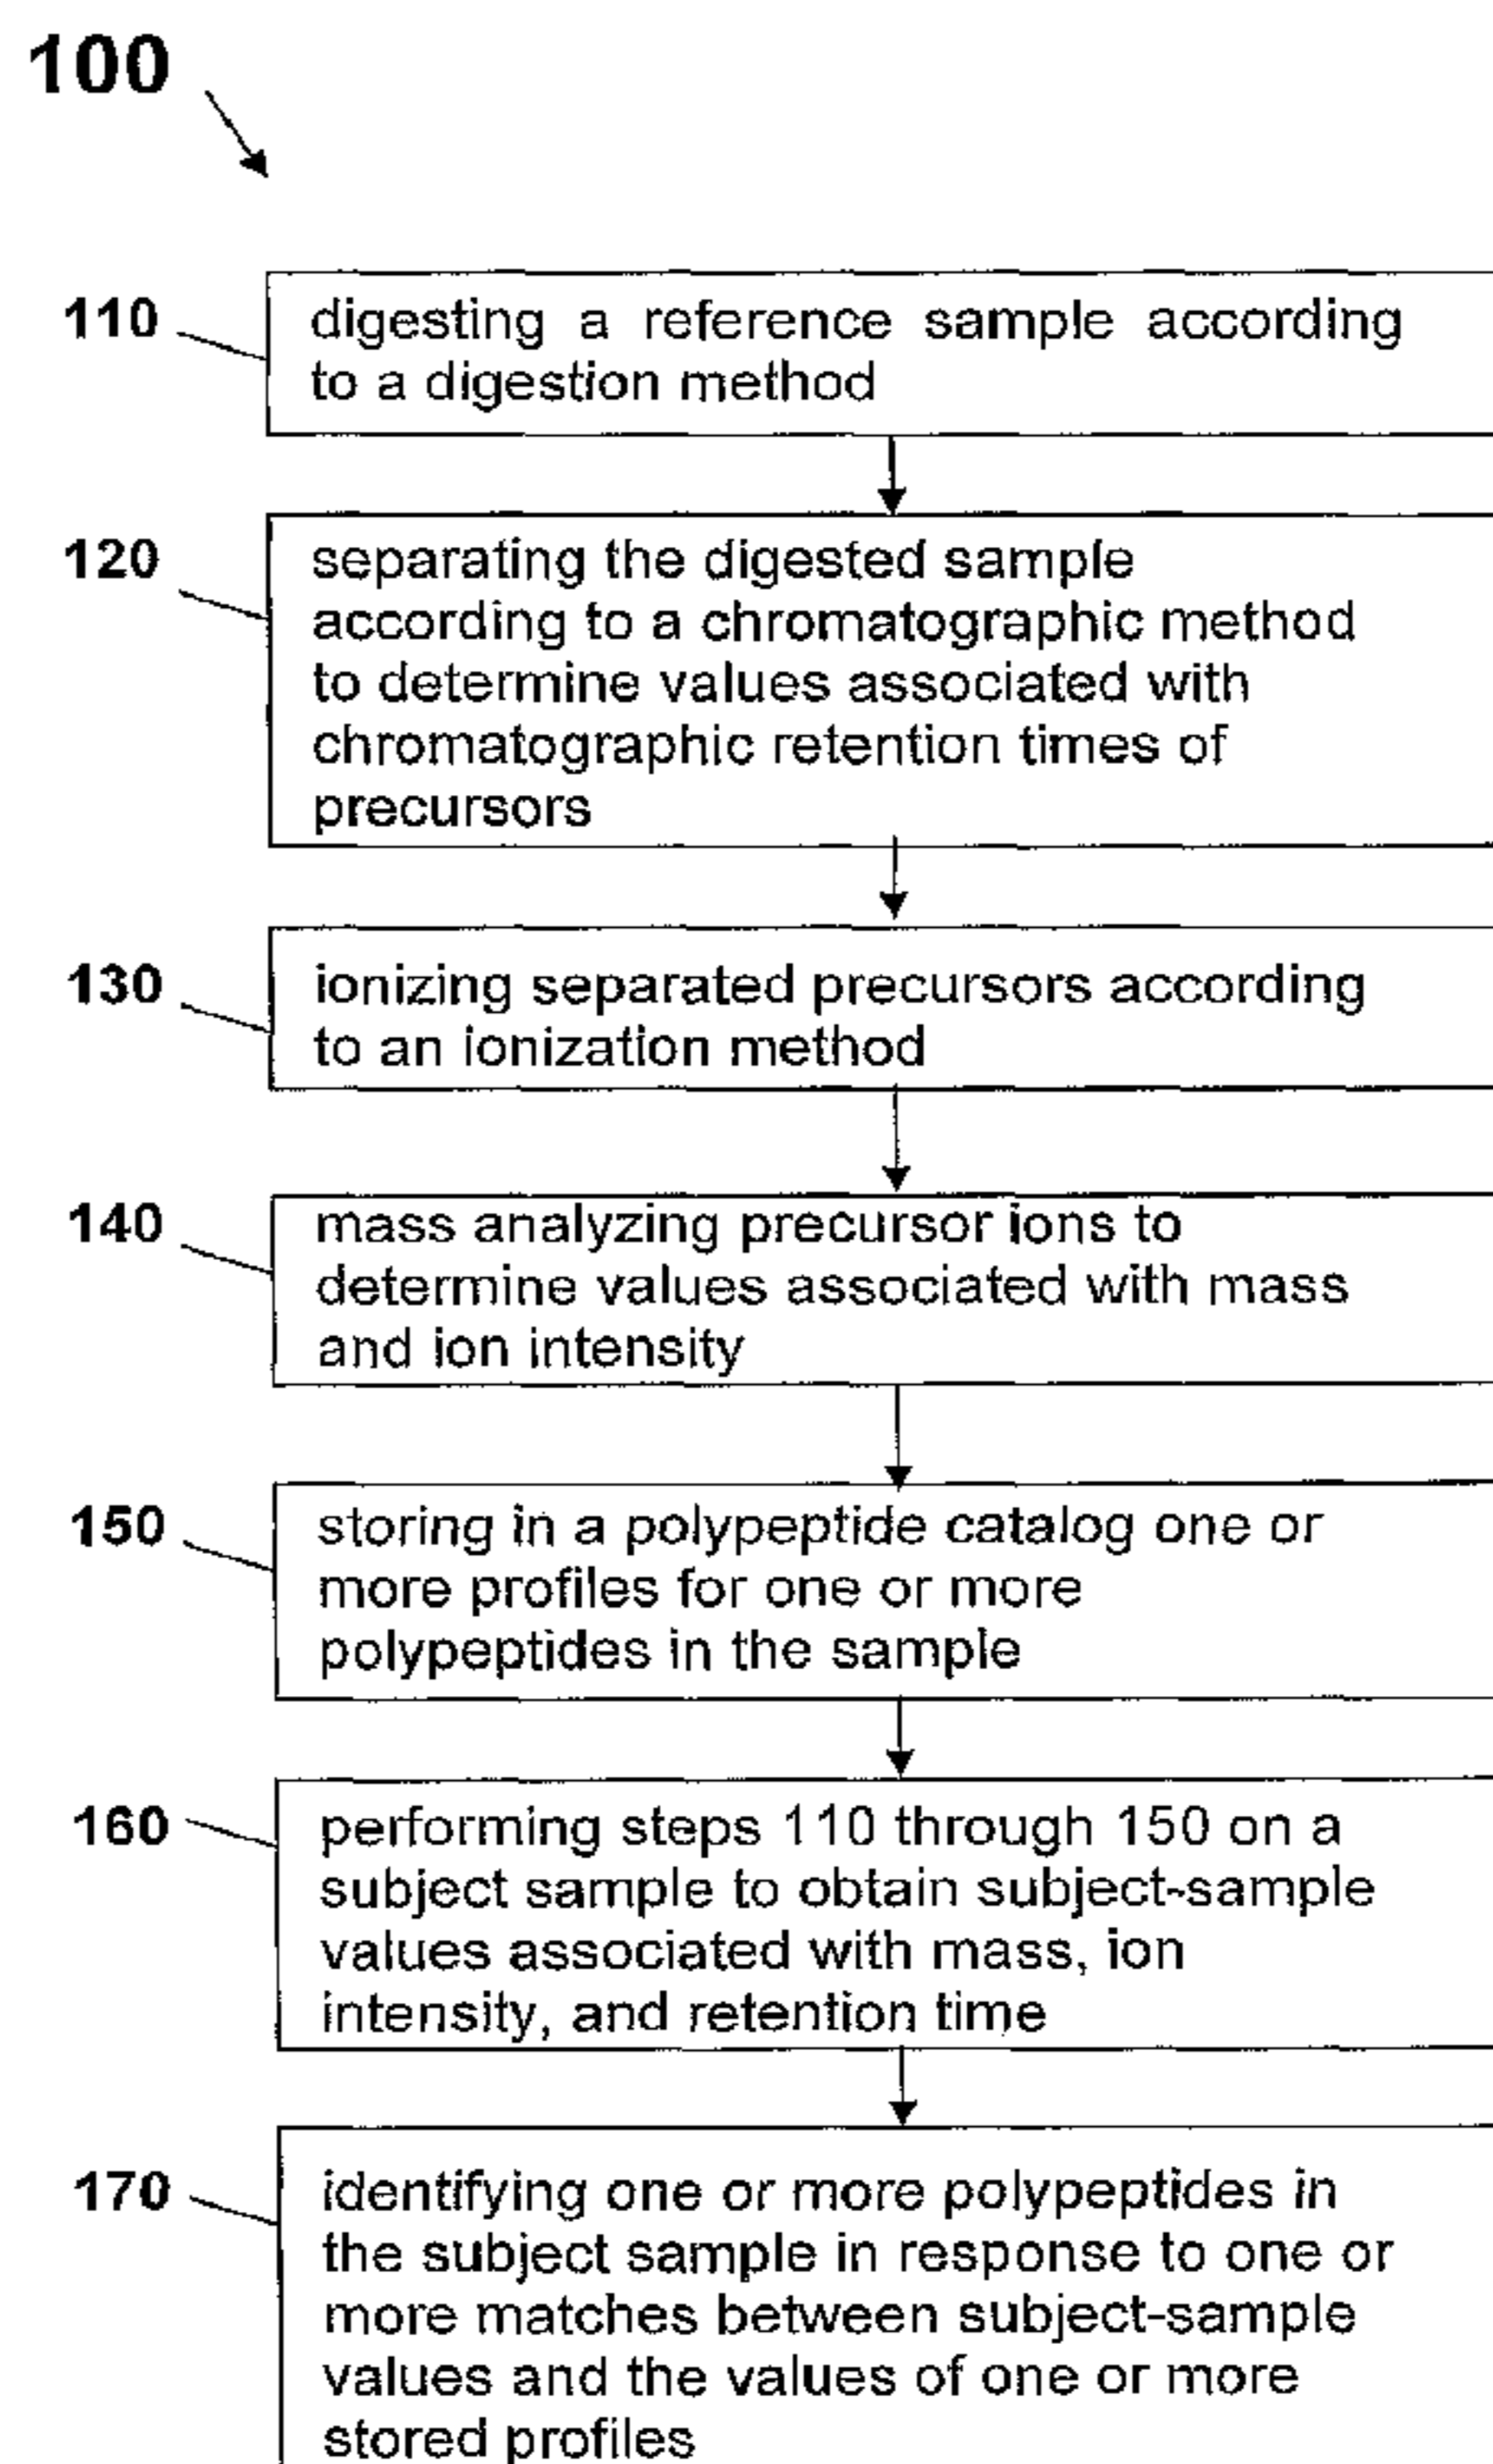 100
110
digesting a reference sample according
to a digestion method
120
separating the digested sample
according to a chromatographic method
to determine values associated with
chromatographic retention times of
precursors
130
ionizing separated precursors according
to an ionization method
140
mass analyzing precursor ions to
determine values associated with mass
and ion intensity
150
storing in a polypeptide catalog one or
more profiles for one or more
polypeptides in the sample
160
performing steps 110 through 150 on a
subject sample to obtain subject-sample
values associated with mass, ion
intensity, and retention time
170
identifying one or more polypeptides in
the subject sample in response to one or
more matches between subject-sample
values and the values of one or more
stored profiles